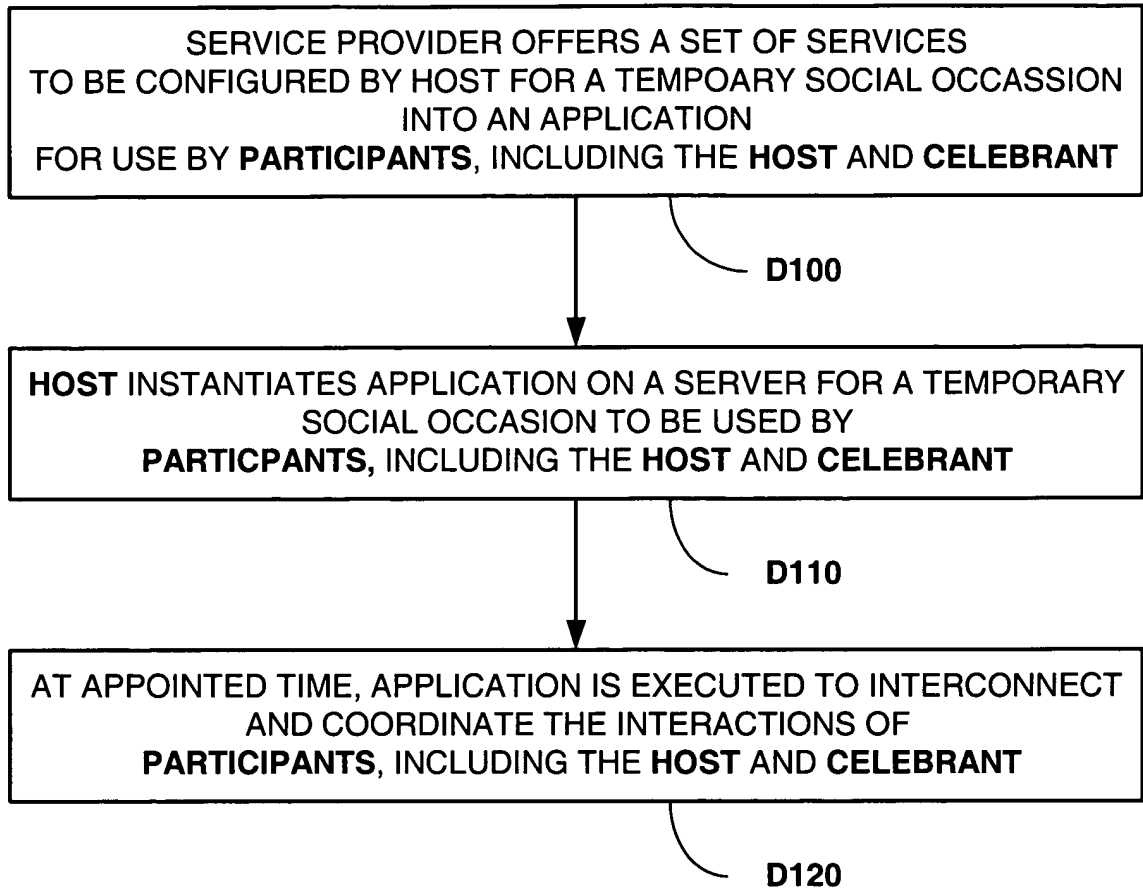 SERVICE PROVIDER OFFERS A SET OF SERVICES
TO BE CONFIGURED BY HOST FOR A TEMPOARY SOCIAL OCCASSION
INTO AN APPLICATION
FOR USE BY PARTICIPANTS, INCLUDING THE HOST AND CELEBRANT
D100
HOST INSTANTIATES APPLICATION ON A SERVER FOR A TEMPORARY
SOCIAL OCCASION TO BE USED BY
PARTICPANTS, INCLUDING THE HOST AND CELEBRANT
D110
AT APPOINTED TIME, APPLICATION IS EXECUTED TO INTERCONNECT
AND COORDINATE THE INTERACTIONS OF
PARTICIPANTS, INCLUDING THE HOST AND CELEBRANT
D120